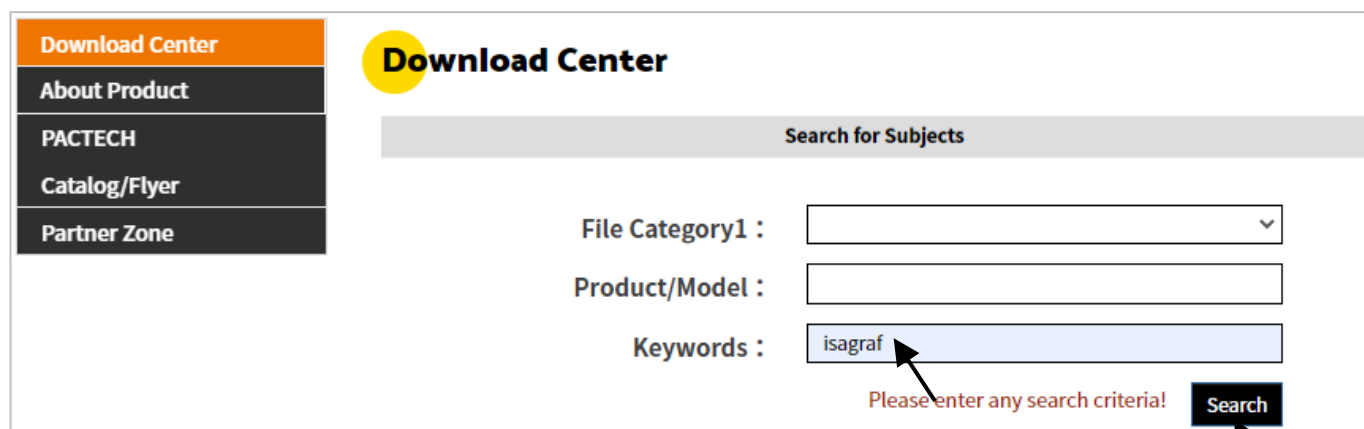 Download Center
About Product
PACTECH
Catalog/Flyer
Partner Zone
Download Center
Search for Subjects
File Category1：
Product/Model：
Keywords： isagraf
Please enter any search criteria! Search